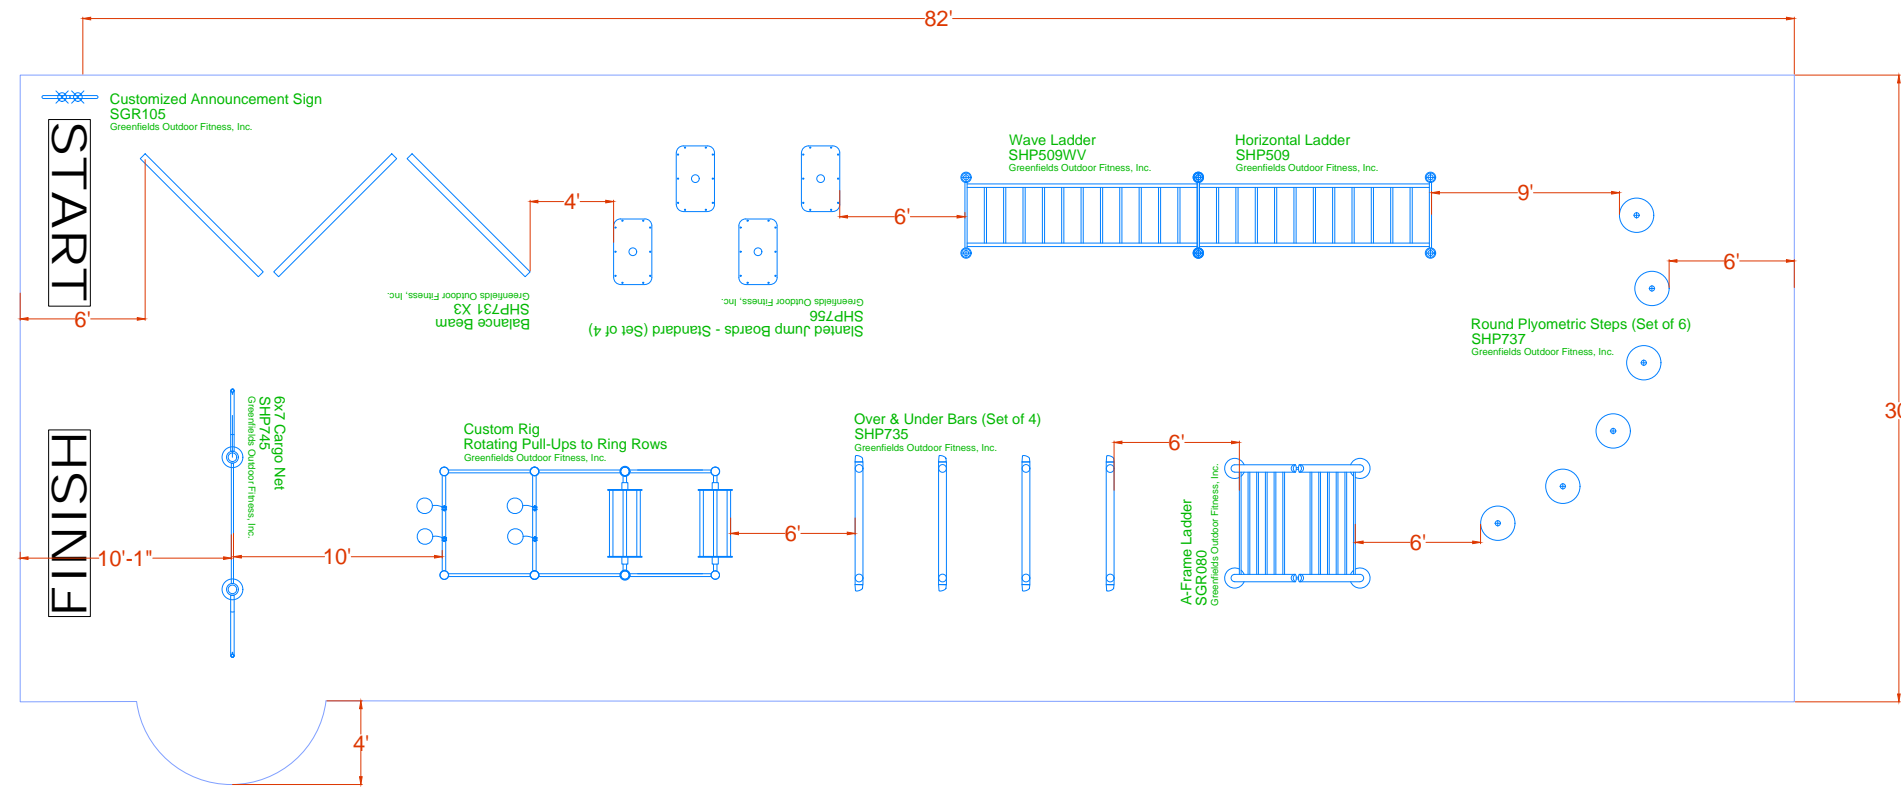 82'
Customized Announcement Sign
SGR105
Greenfields Outdoor Fitness, Inc.
START
Wave Ladder
SHP509WV
Greenfields Outdoor Fitness, Inc.
Horizontal Ladder
SHP509
Greenfields Outdoor Fitness, Inc.
4'
6'
9'
6'
6'
Balance Beam
SHP731 X3
Greenfields Outdoor Fitness, Inc.
Slanted Jump Boards - Standard (Set of 4)
SHP756
Greenfields Outdoor Fitness, Inc.
Round Plyometric Steps (Set of 6)
SHP737
Greenfields Outdoor Fitness, Inc.
30
6x7 Cargo Net
SHP745
Greenfields Outdoor Fitness, Inc.
FINISH
Custom Rig
Rotating Pull-Ups to Ring Rows
Greenfields Outdoor Fitness, Inc.
Over & Under Bars (Set of 4)
SHP735
Greenfields Outdoor Fitness, Inc.
6'
A-Frame Ladder
SGR080
Greenfields Outdoor Fitness, Inc.
10'-1"
10'
6'
6'
4'